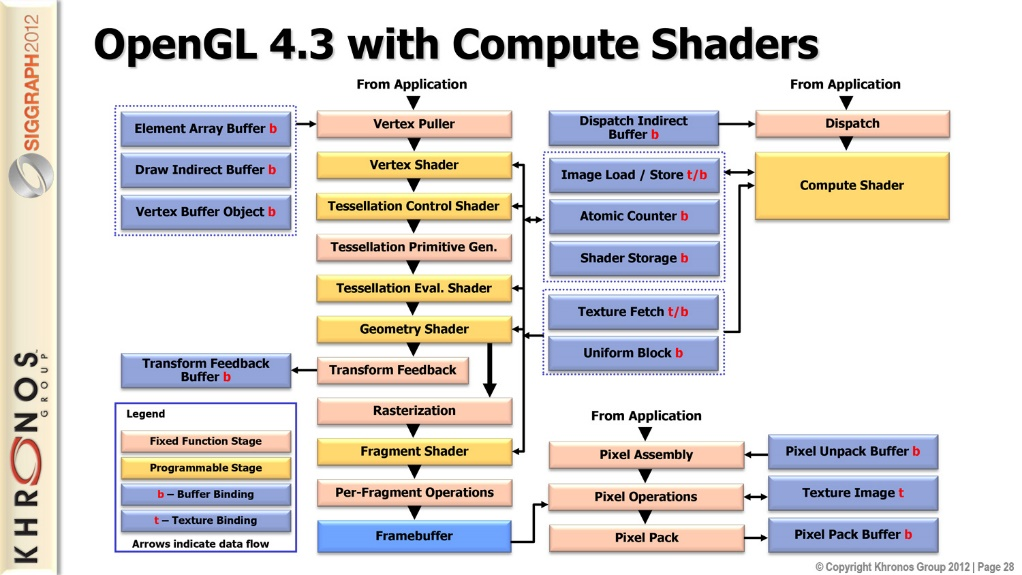 SIGGRAPH2012
KHRONOS
GROUP
OpenGL 4.3 with Compute Shaders
From Application
Element Array Buffer b
Draw Indirect Buffer b
Vertex Buffer Object b
Vertex Puller
Vertex Shader
Tessellation Control Shader
Tessellation Primitive Gen.
Tessellation Eval. Shader
Geometry Shader
Transform Feedback
Transform Feedback
Buffer b
Rasterization
Fragment Shader
Per-Fragment Operations
Framebuffer
Legend
Fixed Function Stage
Programmable Stage
b – Buffer Binding
t – Texture Binding
Arrows indicate data flow
From Application
Dispatch Indirect
Buffer b
Dispatch
Image Load / Store t/b
Atomic Counter b
Shader Storage b
Compute Shader
Texture Fetch t/b
Uniform Block b
From Application
Pixel Assembly
Pixel Operations
Pixel Pack
Pixel Unpack Buffer b
Texture Image t
Pixel Pack Buffer b
© Copyright Khronos Group 2012 | Page 28